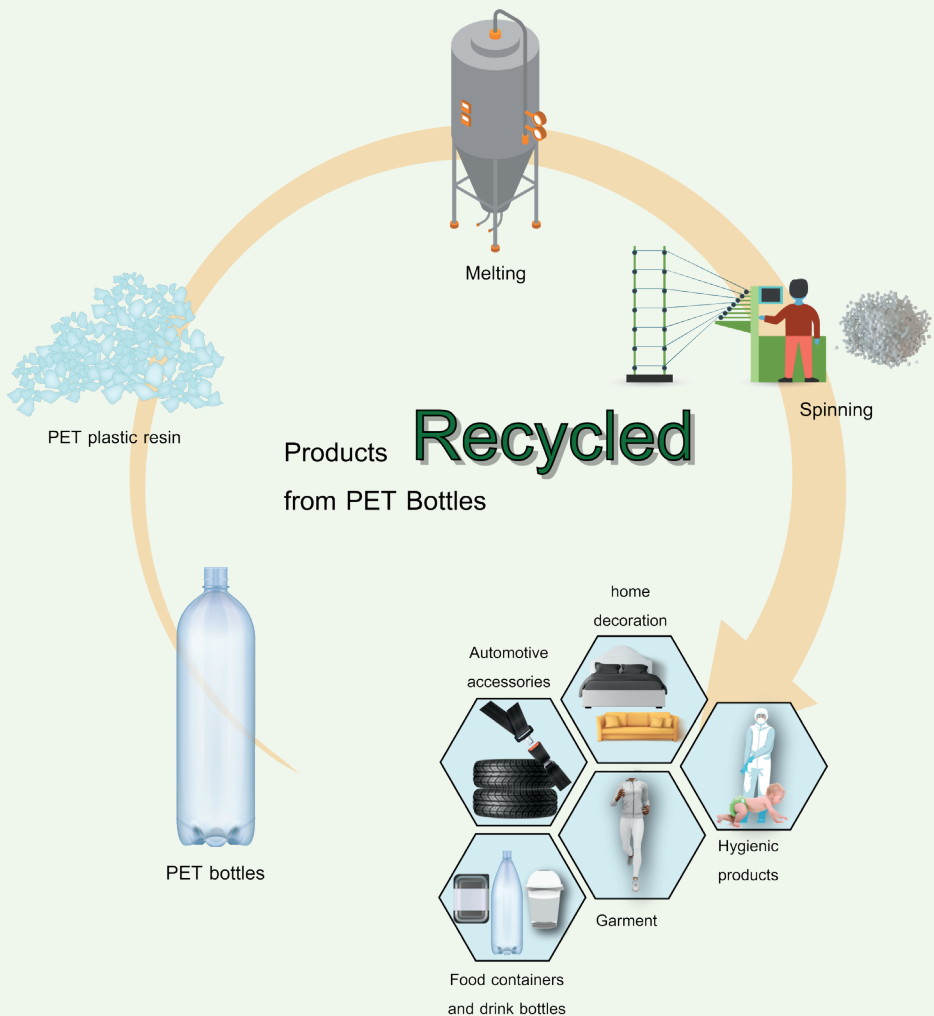 Melting
PET plastic resin
Spinning
Products Recycled
from PET Bottles
PET bottles
home
decoration
Automotive
accessories
Hygienic
products
Garment
Food containers
and drink bottles